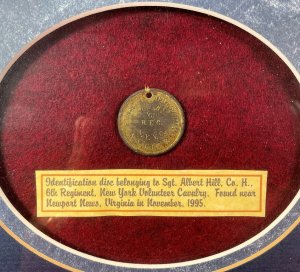 REG.
Identification disc belonging to Sgt. Albert Hill, Co. H.,
6th Regiment, New York Volunteer Cavalry. Found near
Newport News, Virginia in November, 1995.